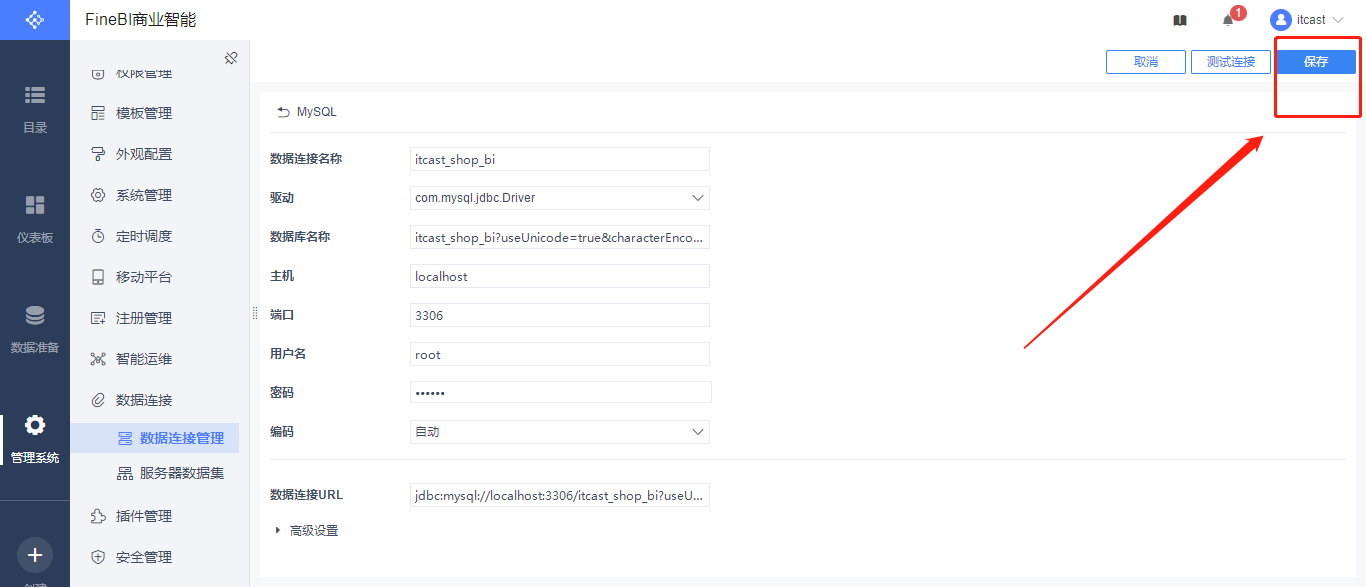 FineBI商业智能
1
itcast
目录
仪表板
数据准备
管理系统
创建
权限管理
模板管理
外观配置
系统管理
定时调度
移动平台
注册管理
智能运维
数据连接
数据连接管理
服务器数据集
插件管理
安全管理
取消
测试连接
保存
MySQL
数据连接名称
itcast_shop_bi
驱动
com.mysql.jdbc.Driver
数据库名称
itcast_shop_bi?useUnicode=true&characterEnco...
主机
localhost
端口
3306
用户名
root
密码
••••••
编码
自动
数据连接URL
jdbc:mysql://localhost:3306/itcast_shop_bi?useU...
高级设置